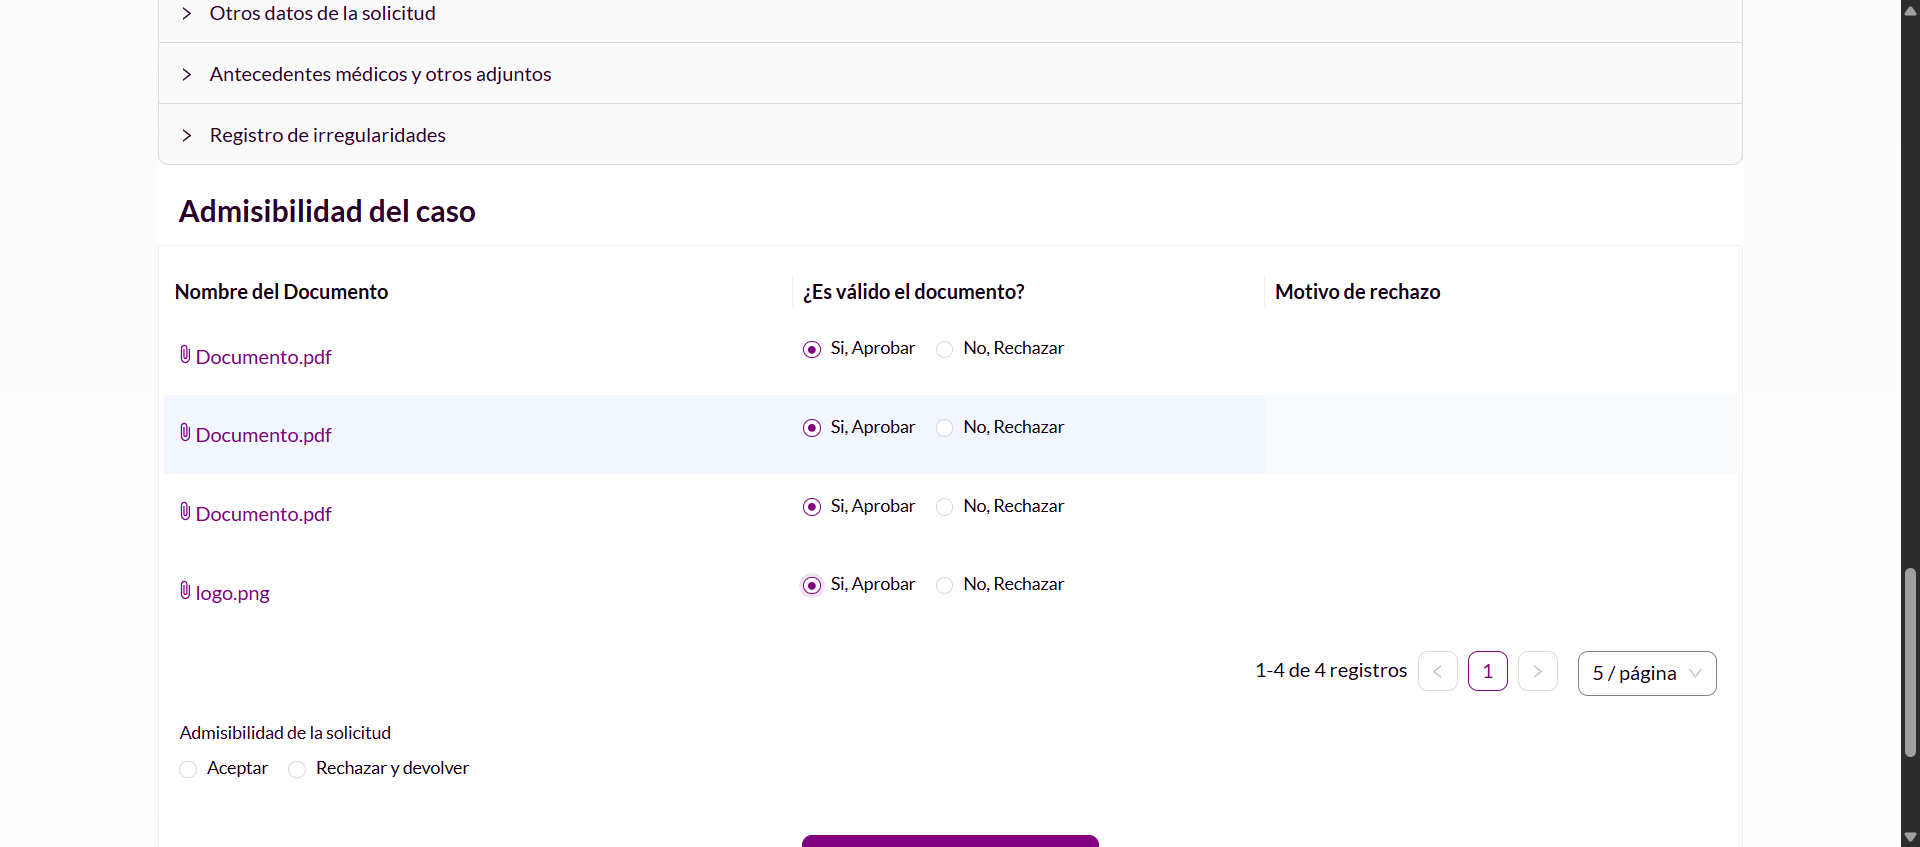 Otros datos de la solicitud
Antecedentes médicos y otros adjuntos
Registro de irregularidades
Admisibilidad del caso
Nombre del Documento ¿Es válido el documento? Motivo de rechazo
Documento.pdf Si, Aprobar No, Rechazar
Documento.pdf Si, Aprobar No, Rechazar
Documento.pdf Si, Aprobar No, Rechazar
logo.png Si, Aprobar No, Rechazar
1-4 de 4 registros < 1 > 5 / página
Admisibilidad de la solicitud
Aceptar Rechazar y devolver